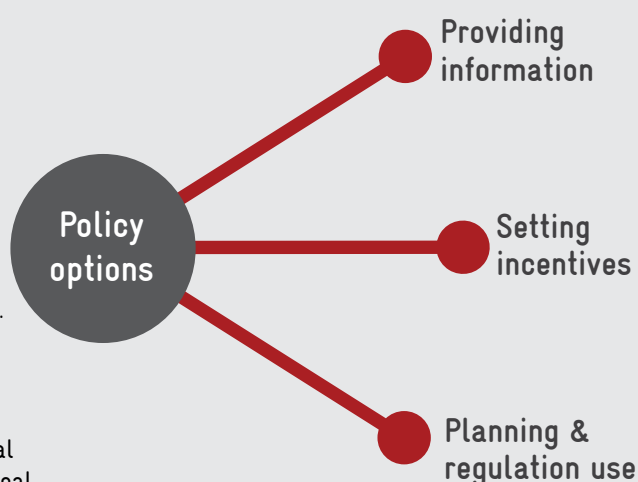 Providing
information
Policy
options
Setting
incentives
.
Planning &
regulation use